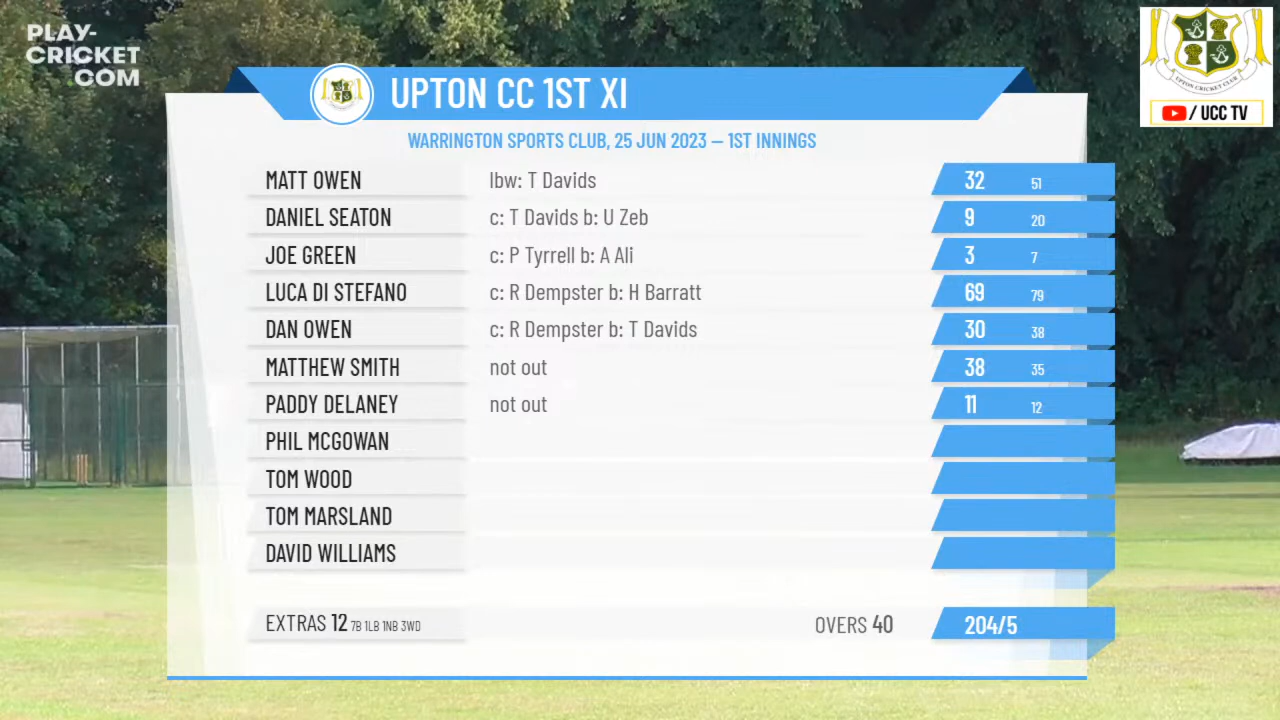 PLAY-
CRICKET
COM
UPTON CRICKET CLUB
/ UCC TV
UPTON CC 1ST XI
WARRINGTON SPORTS CLUB, 25 JUN 2023 – 1ST INNINGS
MATT OWEN lbw: T Davids 32 51
DANIEL SEATON c: T Davids b: U Zeb 9 20
JOE GREEN c: P Tyrrell b: A Ali 3 7
LUCA DI STEFANO c: R Dempster b: H Barratt 69 79
DAN OWEN c: R Dempster b: T Davids 30 38
MATTHEW SMITH not out 38 35
PADDY DELANEY not out 11 12
PHIL MCGOWAN
TOM WOOD
TOM MARSLAND
DAVID WILLIAMS
EXTRAS 12 7B 1LB 1NB 3WD OVERS 40 204/5